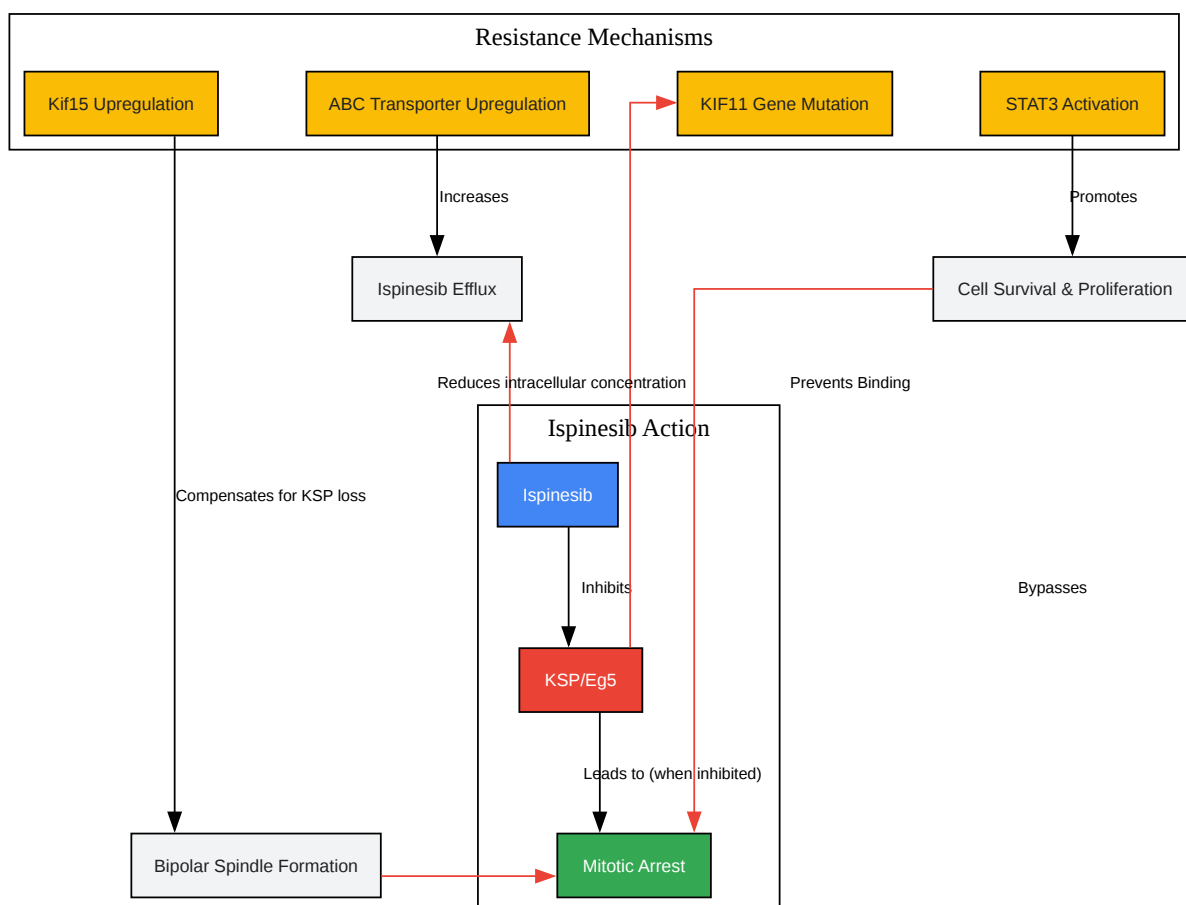 Resistance Mechanisms
Kif15 Upregulation
ABC Transporter Upregulation
KIF11 Gene Mutation
STAT3 Activation
Increases
Promotes
Ispinesib Efflux
Cell Survival & Proliferation
Reduces intracellular concentration
Prevents Binding
Ispinesib Action
Ispinesib
Compensates for KSP loss
Inhibits
Bypasses
KSP/Eg5
Leads to (when inhibited)
Bipolar Spindle Formation
Mitotic Arrest